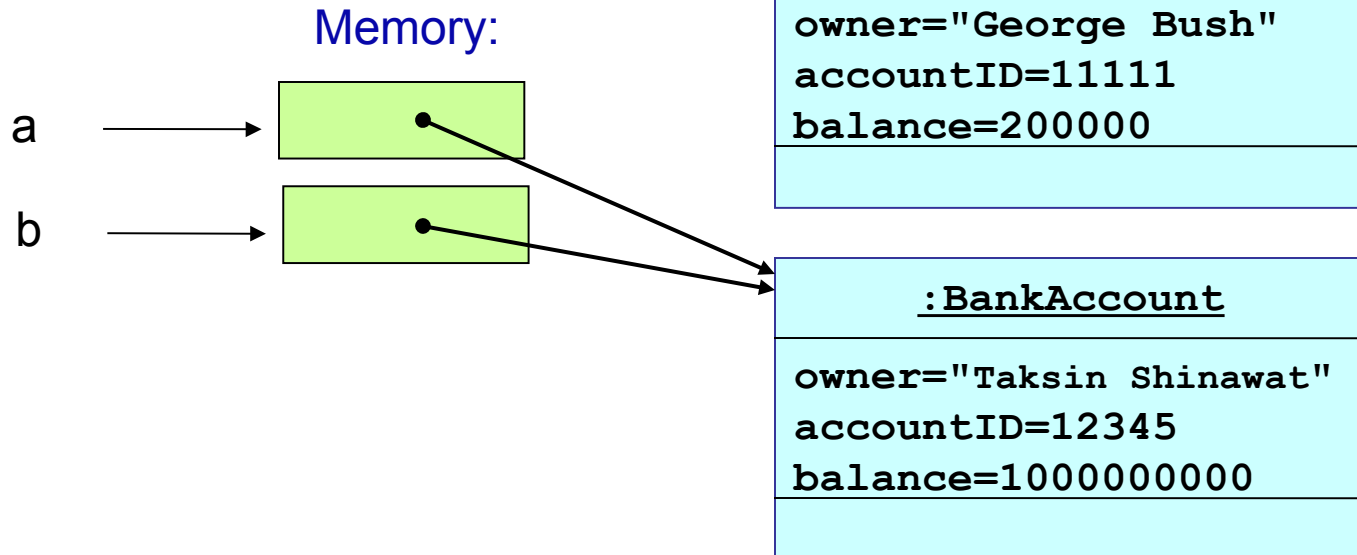 Memory:
a
b
owner="George Bush"
accountID=11111
balance=200000
:BankAccount
owner="Taksin Shinawat"
accountID=12345
balance=1000000000